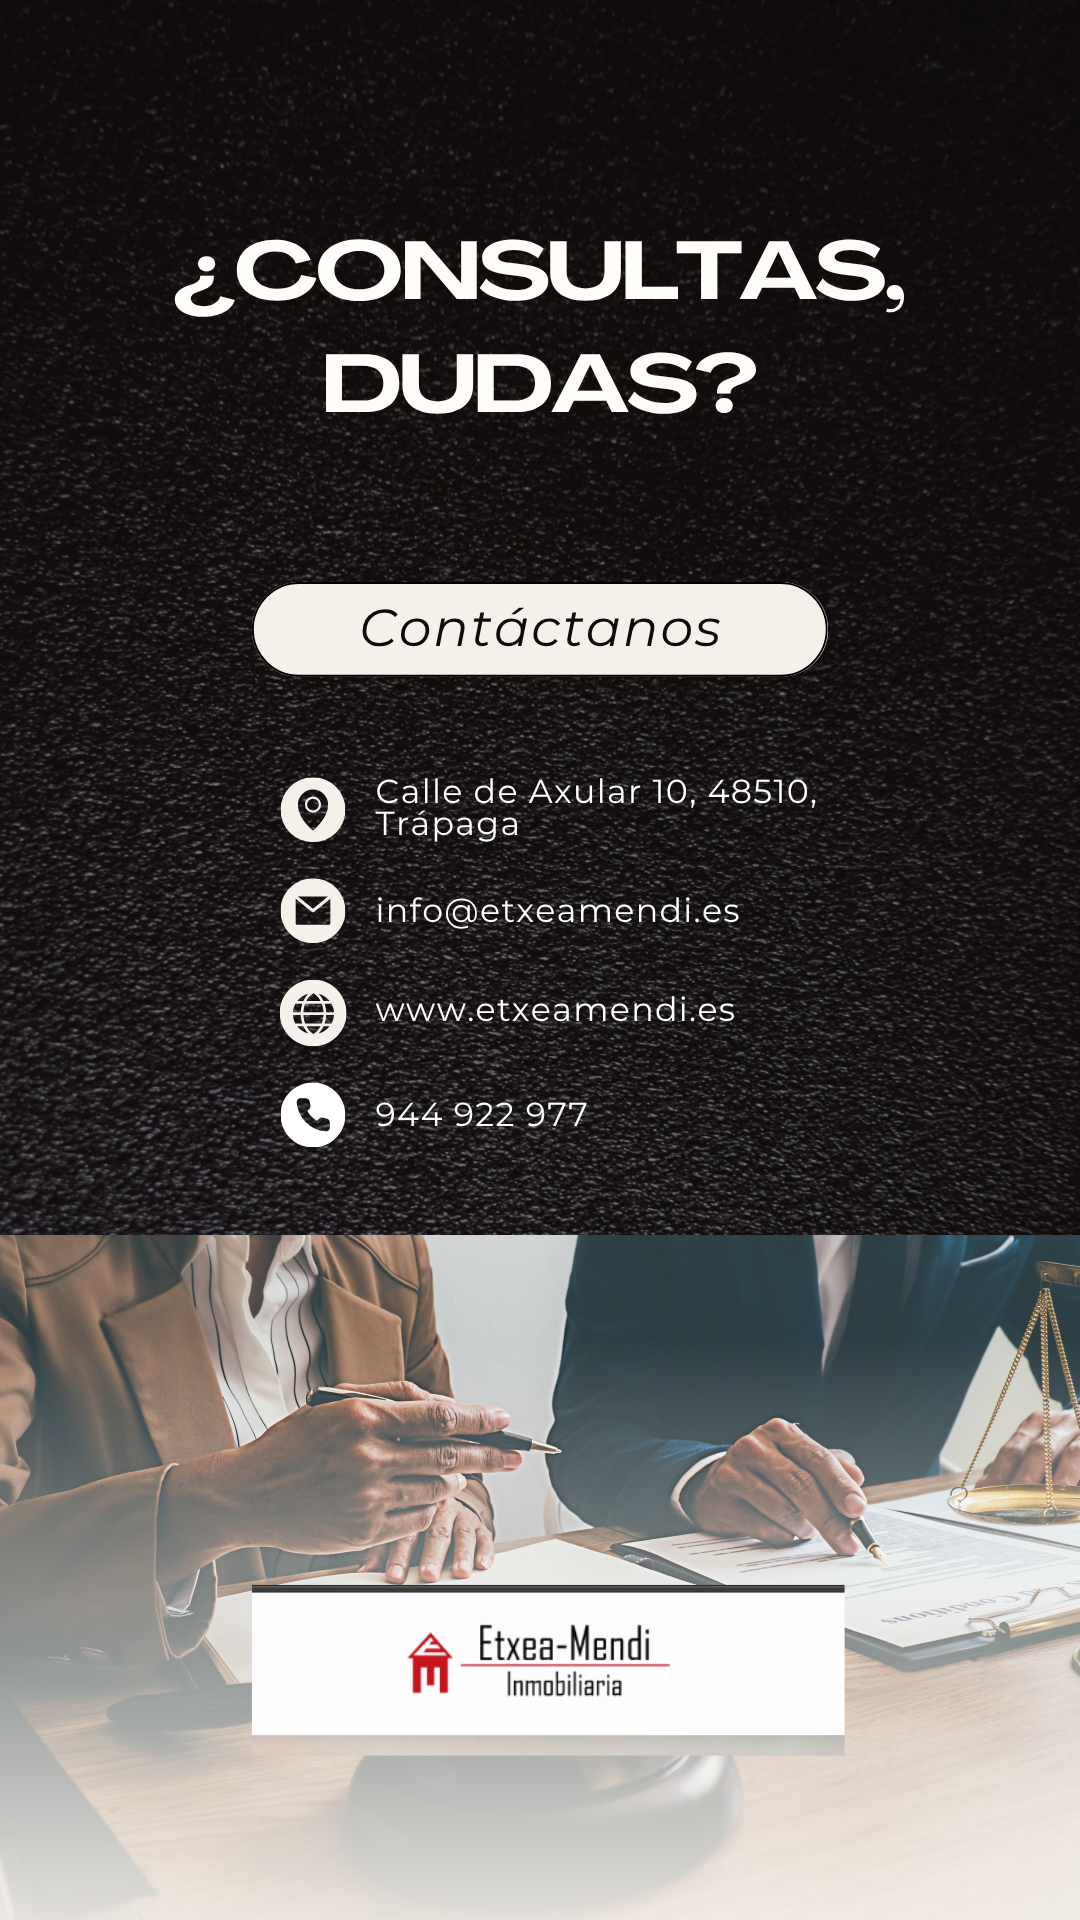 ¿CONSULTAS,
DUDAS?
Contáctanos
Calle de Axular 10, 48510,
Trápaga
info@etxeamendi.es
www.etxeamendi.es
944 922 977
Etxea-Mendi
Inmobiliaria
Conditions